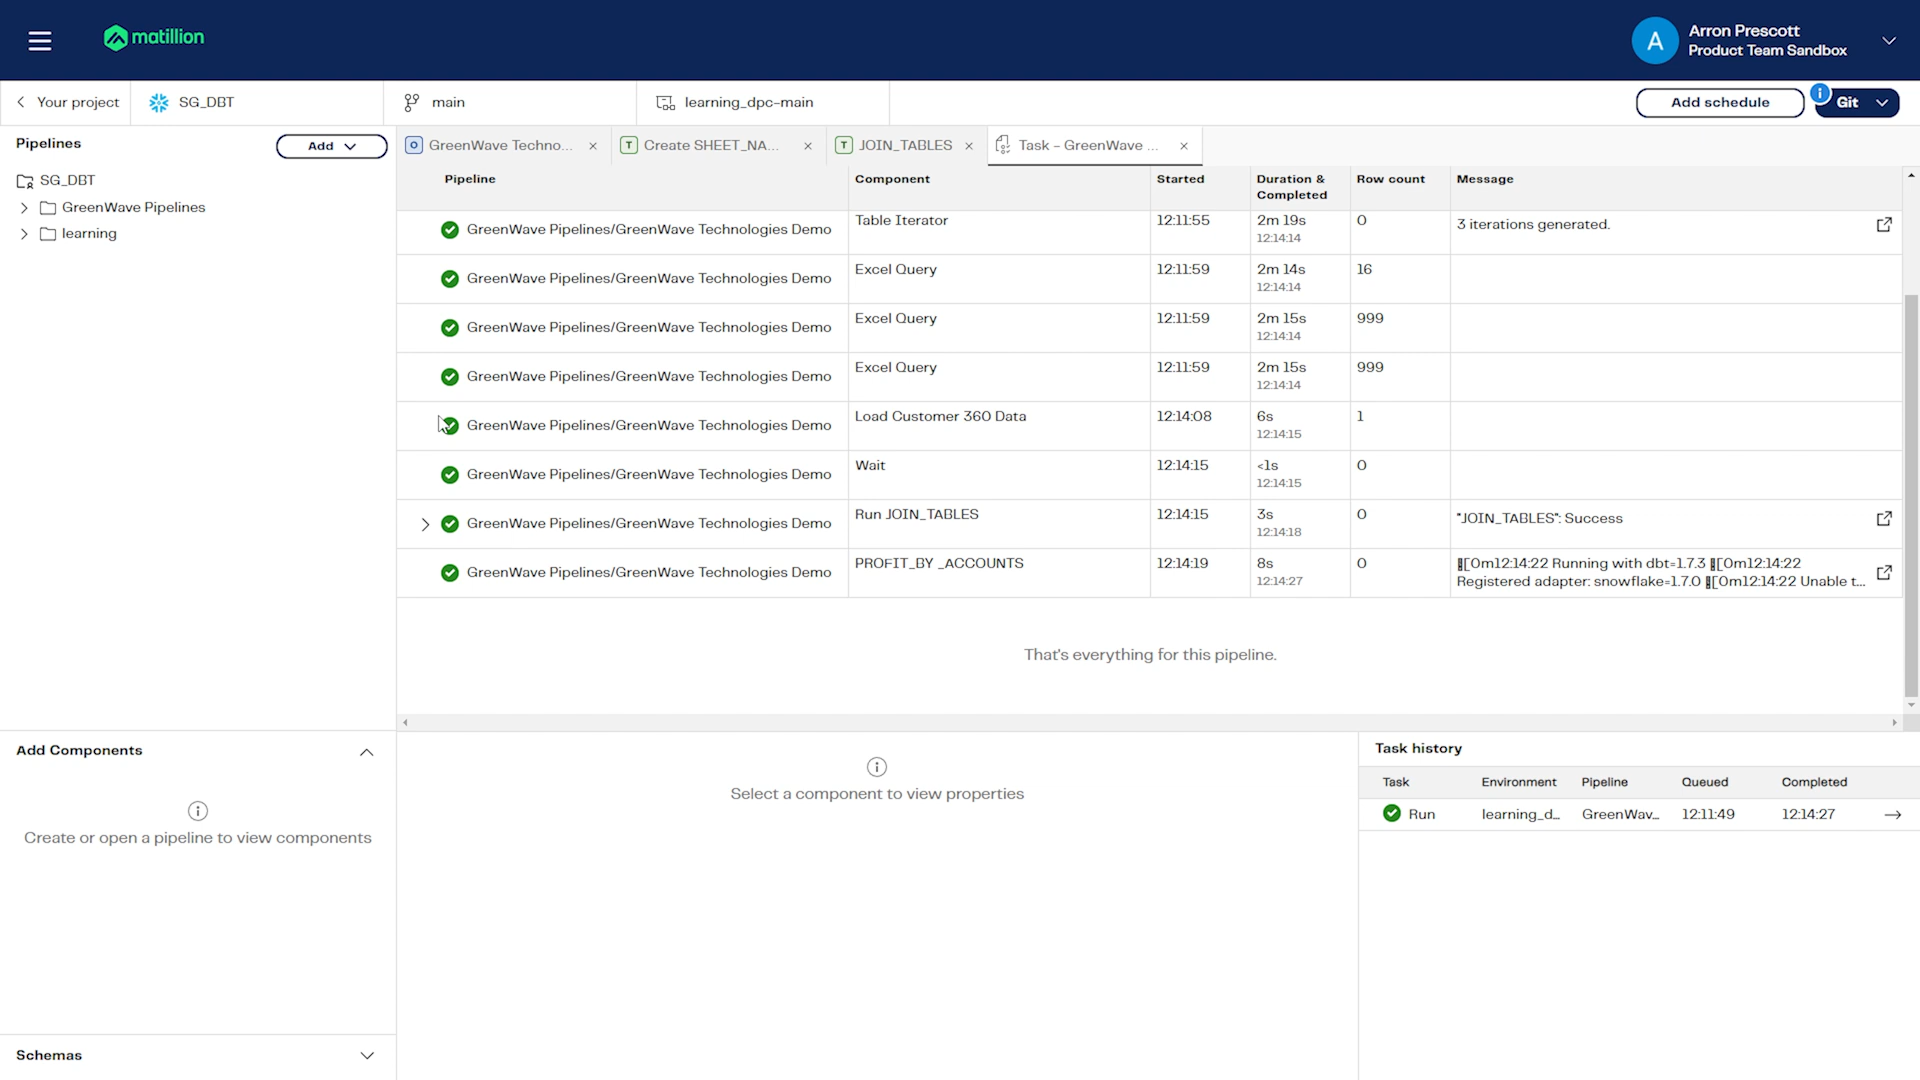 matillion
A
Arron Prescott
Product Team Sandbox
Your project
SG_DBT
main
learning_dpc-main
Add schedule
i
Git
Pipelines
Add
O GreenWave Techno...
T Create SHEET_NA...
T JOIN_TABLES
Task - GreenWave ...
SG_DBT
GreenWave Pipelines
learning
Pipeline Component Started Duration & Completed Row count Message
GreenWave Pipelines/GreenWave Technologies Demo Table Iterator 12:11:55 2m 19s 0 3 iterations generated.
12:14:14
GreenWave Pipelines/GreenWave Technologies Demo Excel Query 12:11:59 2m 14s 16
12:14:14
GreenWave Pipelines/GreenWave Technologies Demo Excel Query 12:11:59 2m 15s 999
12:14:14
GreenWave Pipelines/GreenWave Technologies Demo Excel Query 12:11:59 2m 15s 999
12:14:14
GreenWave Pipelines/GreenWave Technologies Demo Load Customer 360 Data 12:14:08 6s 1
12:14:15
GreenWave Pipelines/GreenWave Technologies Demo Wait 12:14:15 <1s 0
12:14:15
GreenWave Pipelines/GreenWave Technologies Demo Run JOIN_TABLES 12:14:15 3s 0 "JOIN_TABLES": Success
12:14:18
GreenWave Pipelines/GreenWave Technologies Demo PROFIT_BY _ACCOUNTS 12:14:19 8s 0 [0m12:14:22 Running with dbt=1.7.3 [0m12:14:22
12:14:27 Registered adapter: snowflake=1.7.0 [0m12:14:22 Unable t...
That's everything for this pipeline.
Add Components
Create or open a pipeline to view components
Schemas
Select a component to view properties
Task history
Task Environment Pipeline Queued Completed
Run learning_d... GreenWav... 12:11:49 12:14:27